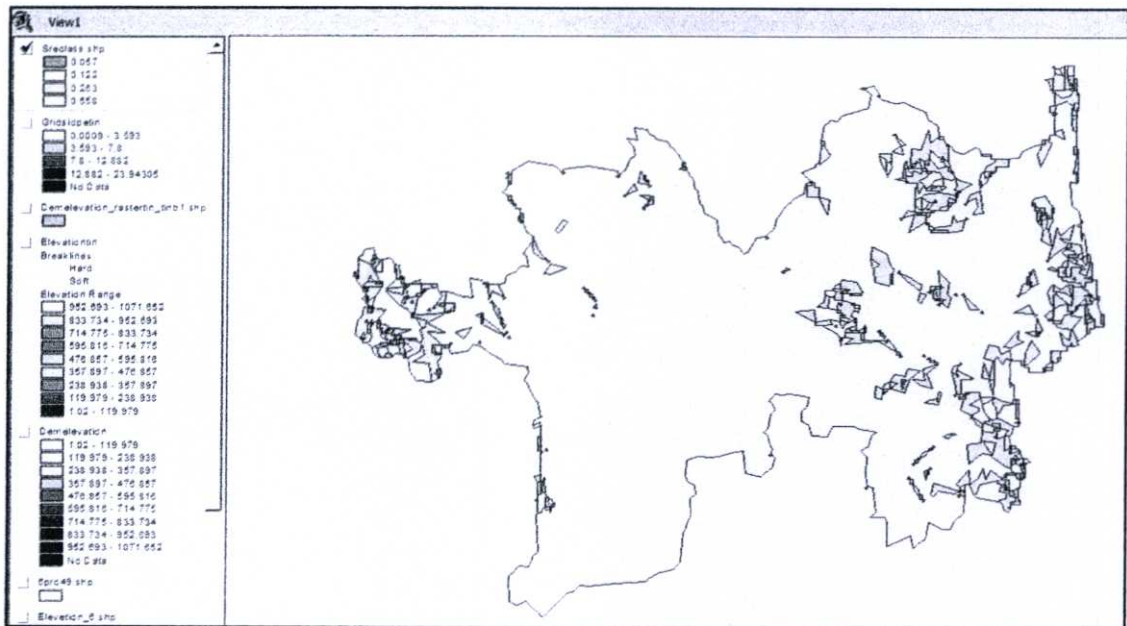 View1
Sreclass.shp
0.057
0.122
0.263
0.558
Gridslopetin
0.0009 - 3.593
3.593 - 7.8
7.8 - 12.882
12.882 - 23.94305
No Data
Elevationtin
Breaklines
Hard
Soft
Elevation Range
952.693 - 1071.652
833.734 - 952.693
714.775 - 833.734
595.816 - 714.775
476.857 - 595.816
357.897 - 476.857
238.938 - 357.897
119.979 - 238.938
1.02 - 119.979
Demelevation
1.02 - 119.979
119.979 - 238.938
238.938 - 357.897
357.897 - 476.857
476.857 - 595.816
595.816 - 714.775
714.775 - 833.734
833.734 - 952.693
952.693 - 1071.652
No Data
Elevation_6.shp